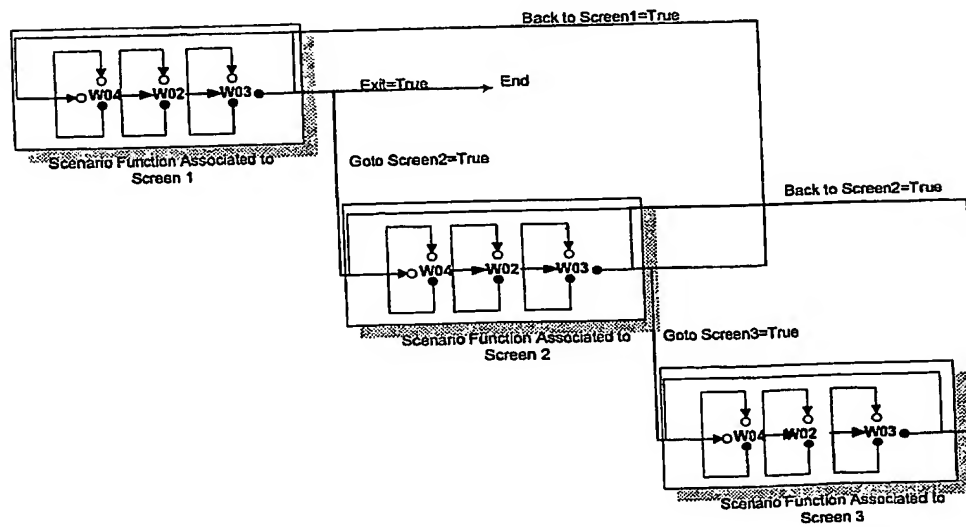 Back to Screen1=True
W04 W02 W03
Exit=True
End
Scenario Function Associated to
Screen 1
Goto Screen2=True
Back to Screen2=True
W04 W02 W03
Scenario Function Associated to
Screen 2
Goto Screen3=True
W04 W02 W03
Scenario Function Associated to
Screen 3